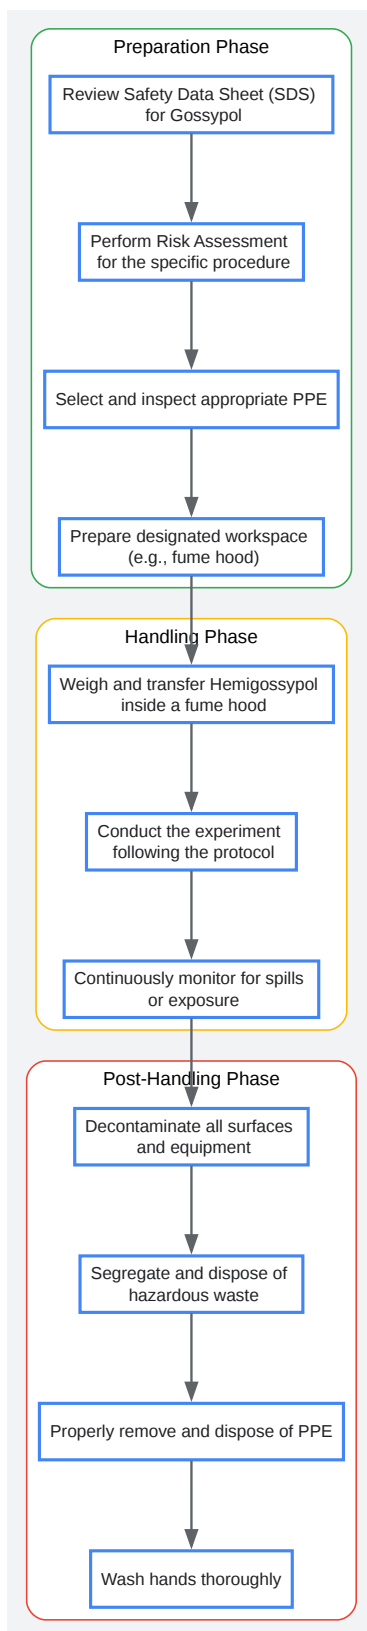 Preparation Phase
Review Safety Data Sheet (SDS)
for Gossypol
Perform Risk Assessment
for the specific procedure
Select and inspect appropriate PPE
Prepare designated workspace
(e.g., fume hood)
Handling Phase
Weigh and transfer Hemigossypol
inside a fume hood
Conduct the experiment
following the protocol
Continuously monitor for spills
or exposure
Post-Handling Phase
Decontaminate all surfaces
and equipment
Segregate and dispose of
hazardous waste
Properly remove and dispose of PPE
Wash hands thoroughly